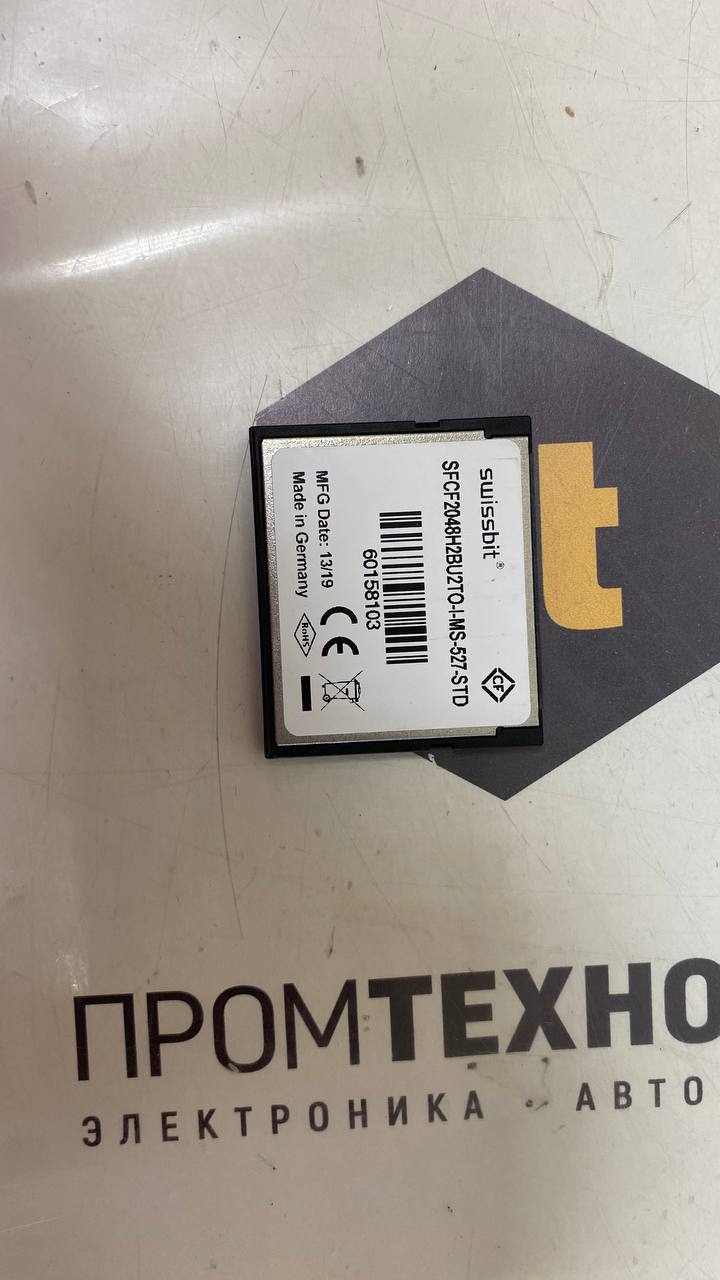 t
swissbit®
CF
SFCF2048H2BU2TO-I-MS-527-STD
60158103
MFG Date: 13/19
Made in Germany
CE
RoHS
ПРОМТЕХНО
ЭЛЕКТРОНИКА · АВТО